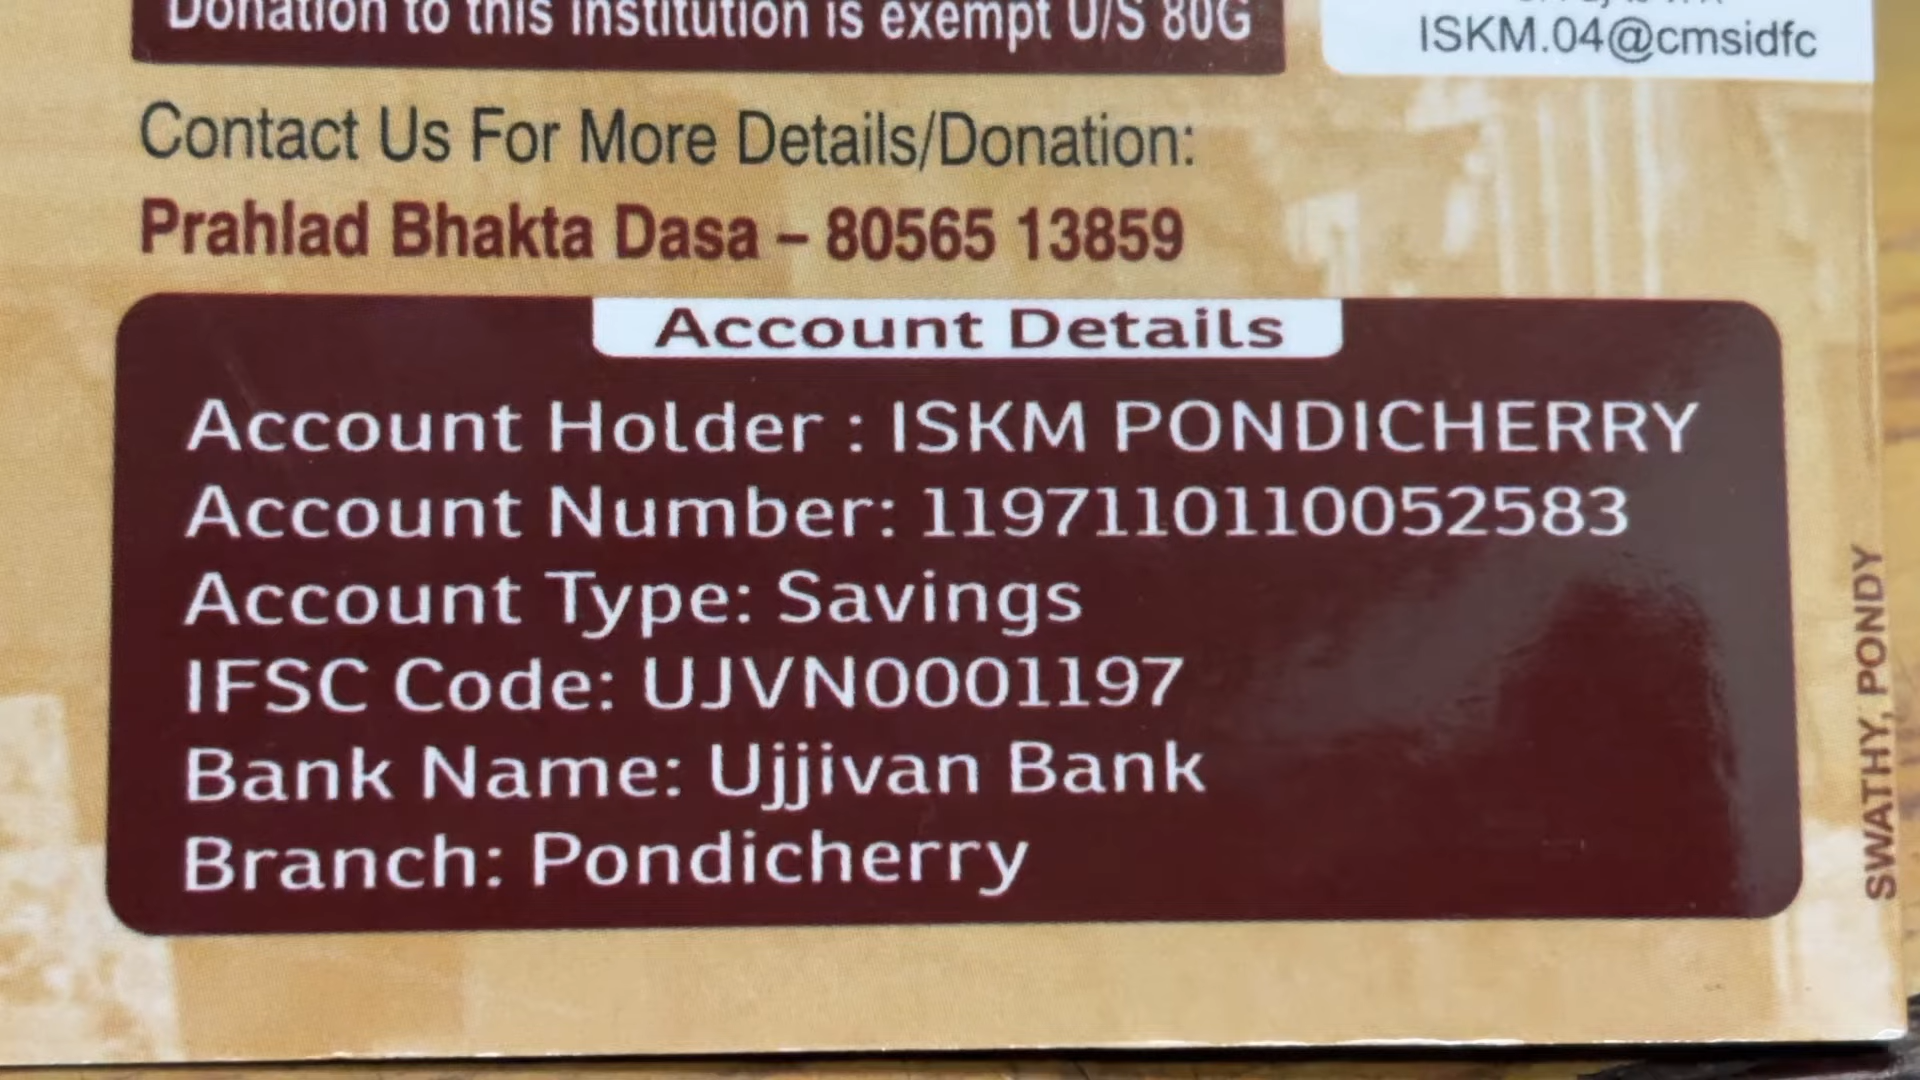 Donation to this institution is exempt U/S 80G
ISKM.04@cmsidfc
Contact Us For More Details/Donation:
Prahlad Bhakta Dasa – 80565 13859
Account Details
Account Holder : ISKM PONDICHERRY
Account Number: 1197110110052583
Account Type: Savings
IFSC Code: UJVN0001197
Bank Name: Ujjivan Bank
Branch: Pondicherry
SWATHY, PONDY